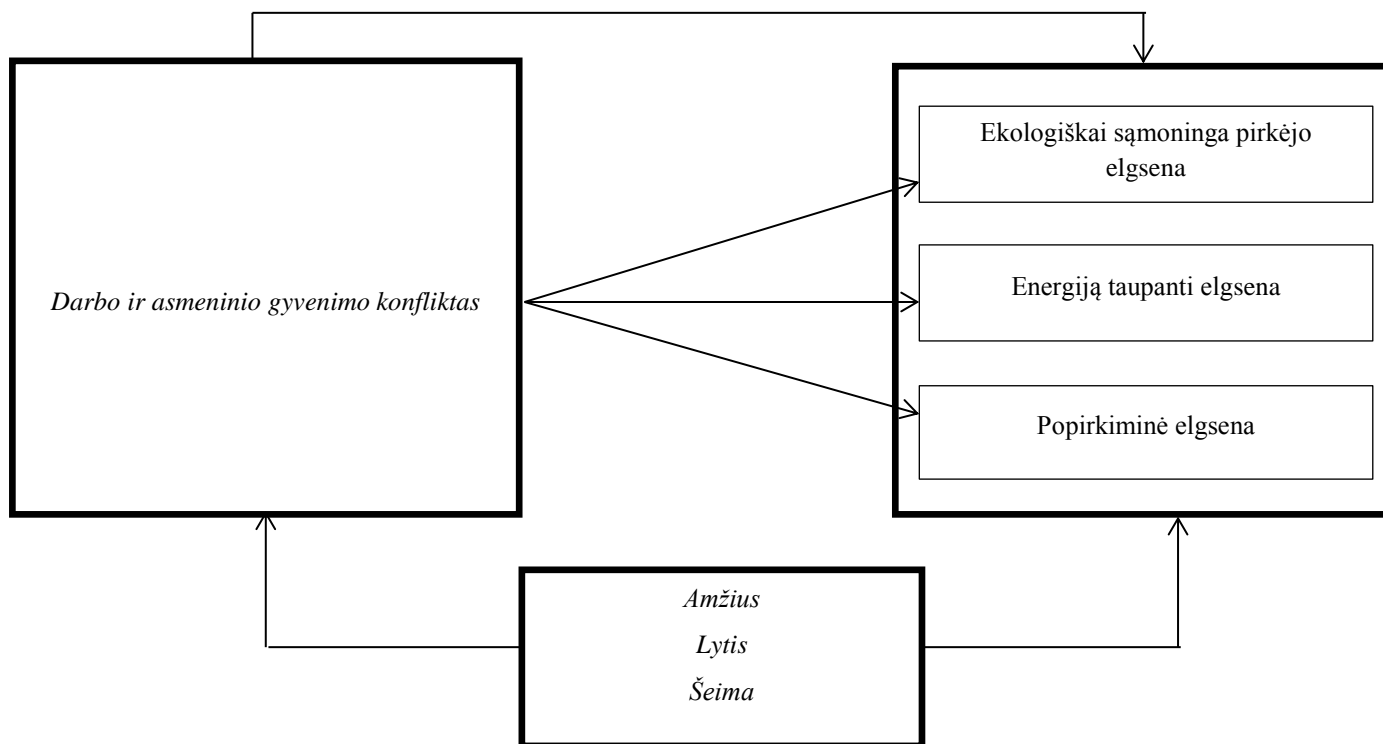 Ekologiškai sąmoninga pirkėjo
elgsena
Darbo ir asmeninio gyvenimo konfliktas
Energiją taupanti elgsena
Popirkiminė elgsena
Amžius
Lytis
Šeima